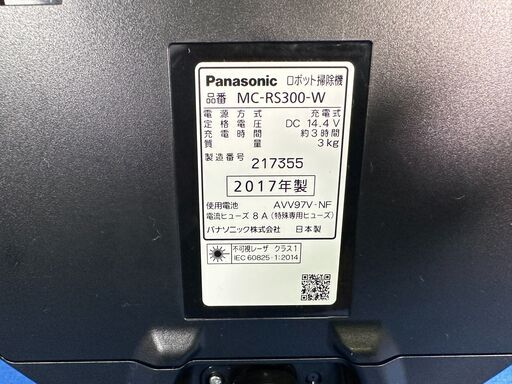 Panasonic ロボット掃除機
品番 MC-RS300-W
電源方式 充電式
定格電圧 DC 14.4 V
充電時間 約3時間
質量 3kg
製造番号 217355
2017年製
使用電池 AVV97V-NF
電流ヒューズ 8 A (特殊専用ヒューズ)
パナソニック株式会社 日本製
不可視レーザ クラス1
IEC 60825-1:2014